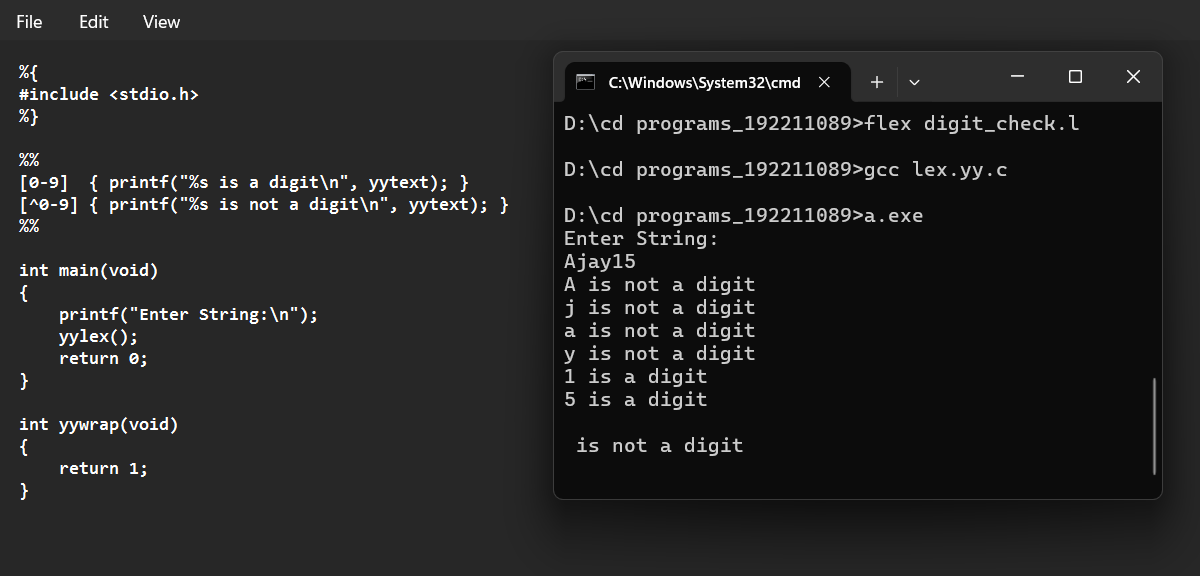 File Edit View
%{
#include <stdio.h>
%}
%%
[0-9]  { printf("%s is a digit\n", yytext); }
[^0-9] { printf("%s is not a digit\n", yytext); }
%%
int main(void)
{
    printf("Enter String:\n");
    yylex();
    return 0;
}
int yywrap(void)
{
    return 1;
}
C:\Windows\System32\cmd
D:\cd programs_192211089>flex digit_check.l
D:\cd programs_192211089>gcc lex.yy.c
D:\cd programs_192211089>a.exe
Enter String:
Ajay15
A is not a digit
j is not a digit
a is not a digit
y is not a digit
1 is a digit
5 is a digit
 is not a digit